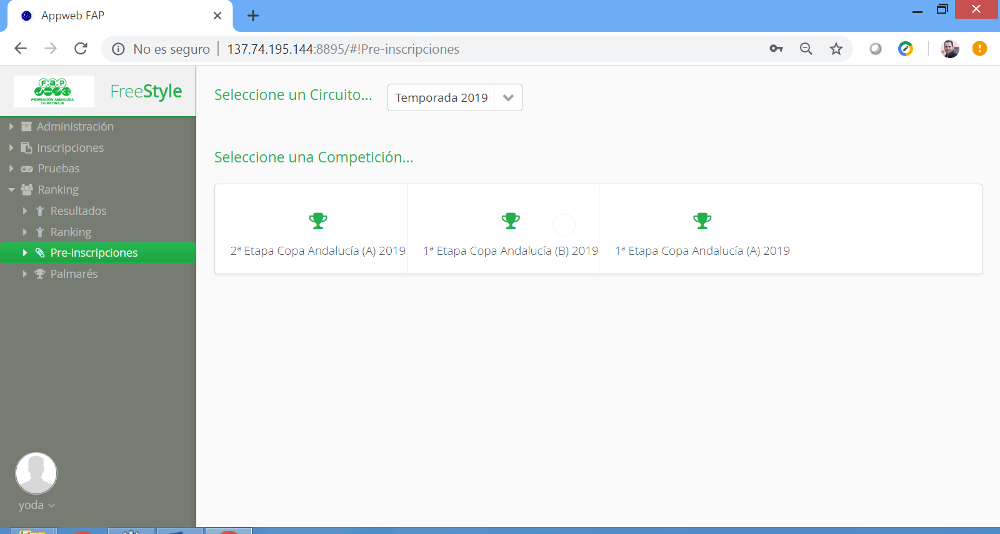 Appweb FAP
No es seguro 137.74.195.144:8895/#!Pre-inscripciones
FaP
FEDERACIÓN ANDALUZA
DE PATINAJE
FreeStyle
Administración
Inscripciones
Pruebas
Ranking
Resultados
Ranking
Pre-inscripciones
Palmarés
yoda
Seleccione un Circuito... Temporada 2019
Seleccione una Competición...
2ª Etapa Copa Andalucía (A) 2019
1ª Etapa Copa Andalucía (B) 2019
1ª Etapa Copa Andalucía (A) 2019